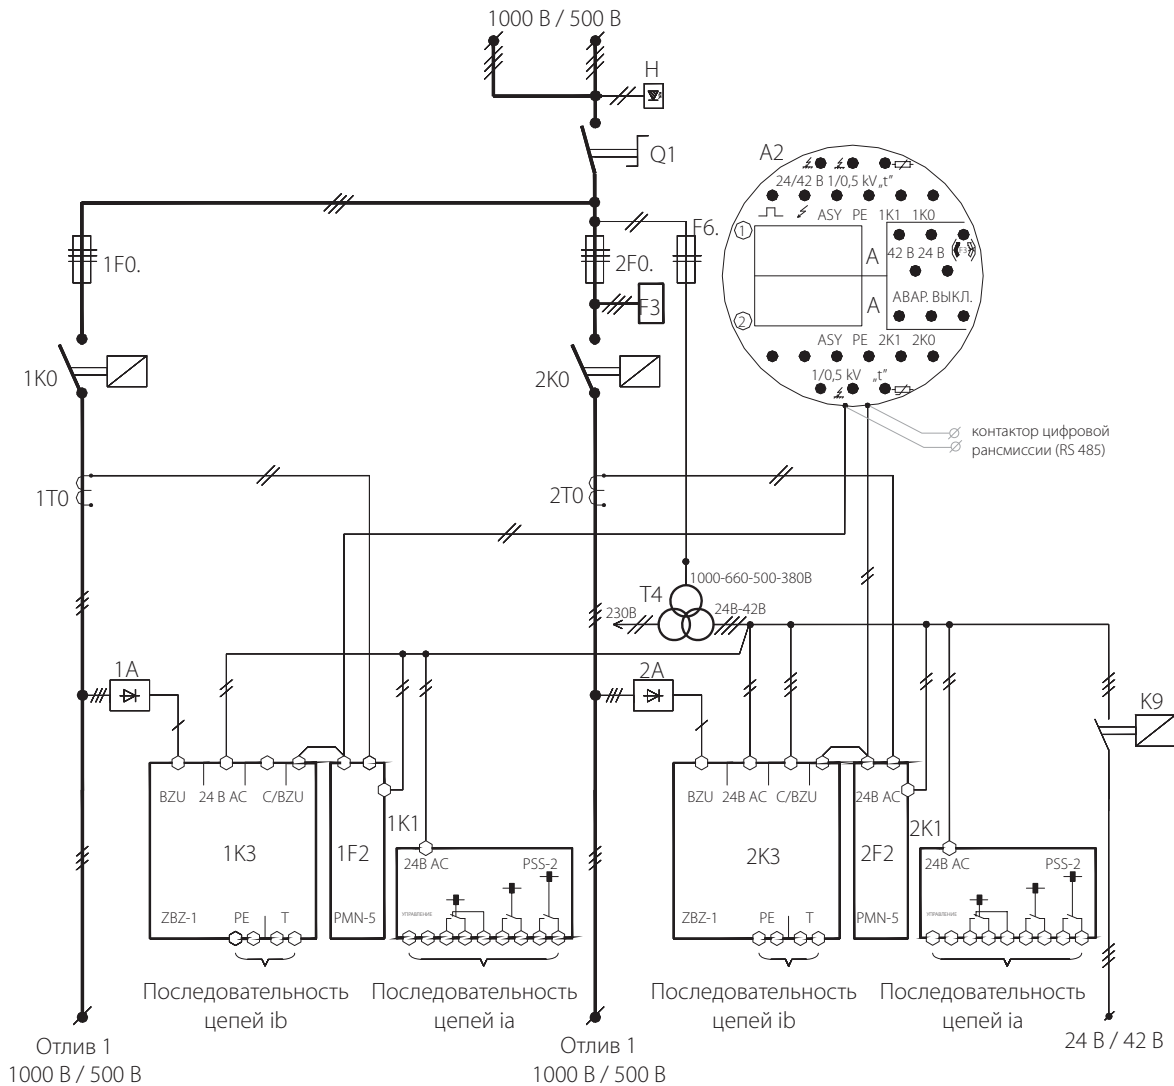 1000 В / 500 В
H
Q1
A2
24/42 В 1/0,5 kV „t”
ASY PE 1K1 1K0
1
42 В 24 В
A
АВАР. ВЫКЛ.
A
2
ASY PE 2K1 2K0
1/0,5 kV „t”
F6.
1F0.
2F0.
F3
1K0
2K0
контактор цифровой
рансмиссии (RS 485)
1T0
2T0
1000-660-500-380В
T4
24В-42В
230В
1A
2A
K9
BZU 24 В AC C/BZU
BZU 24В AC C/BZU
24В AC
1K1
2K1
1K3
1F2
24В AC
PSS-2
2K3
2F2
24В AC
PSS-2
УПРАВЛЕНИЕ
УПРАВЛЕНИЕ
ZBZ-1
PE T
PMN-5
ZBZ-1
PE T
PMN-5
Последовательность
цепей ib
Последовательность
цепей ia
Последовательность
цепей ib
Последовательность
цепей ia
Отлив 1
1000 В / 500 В
Отлив 1
1000 В / 500 В
24 В / 42 В